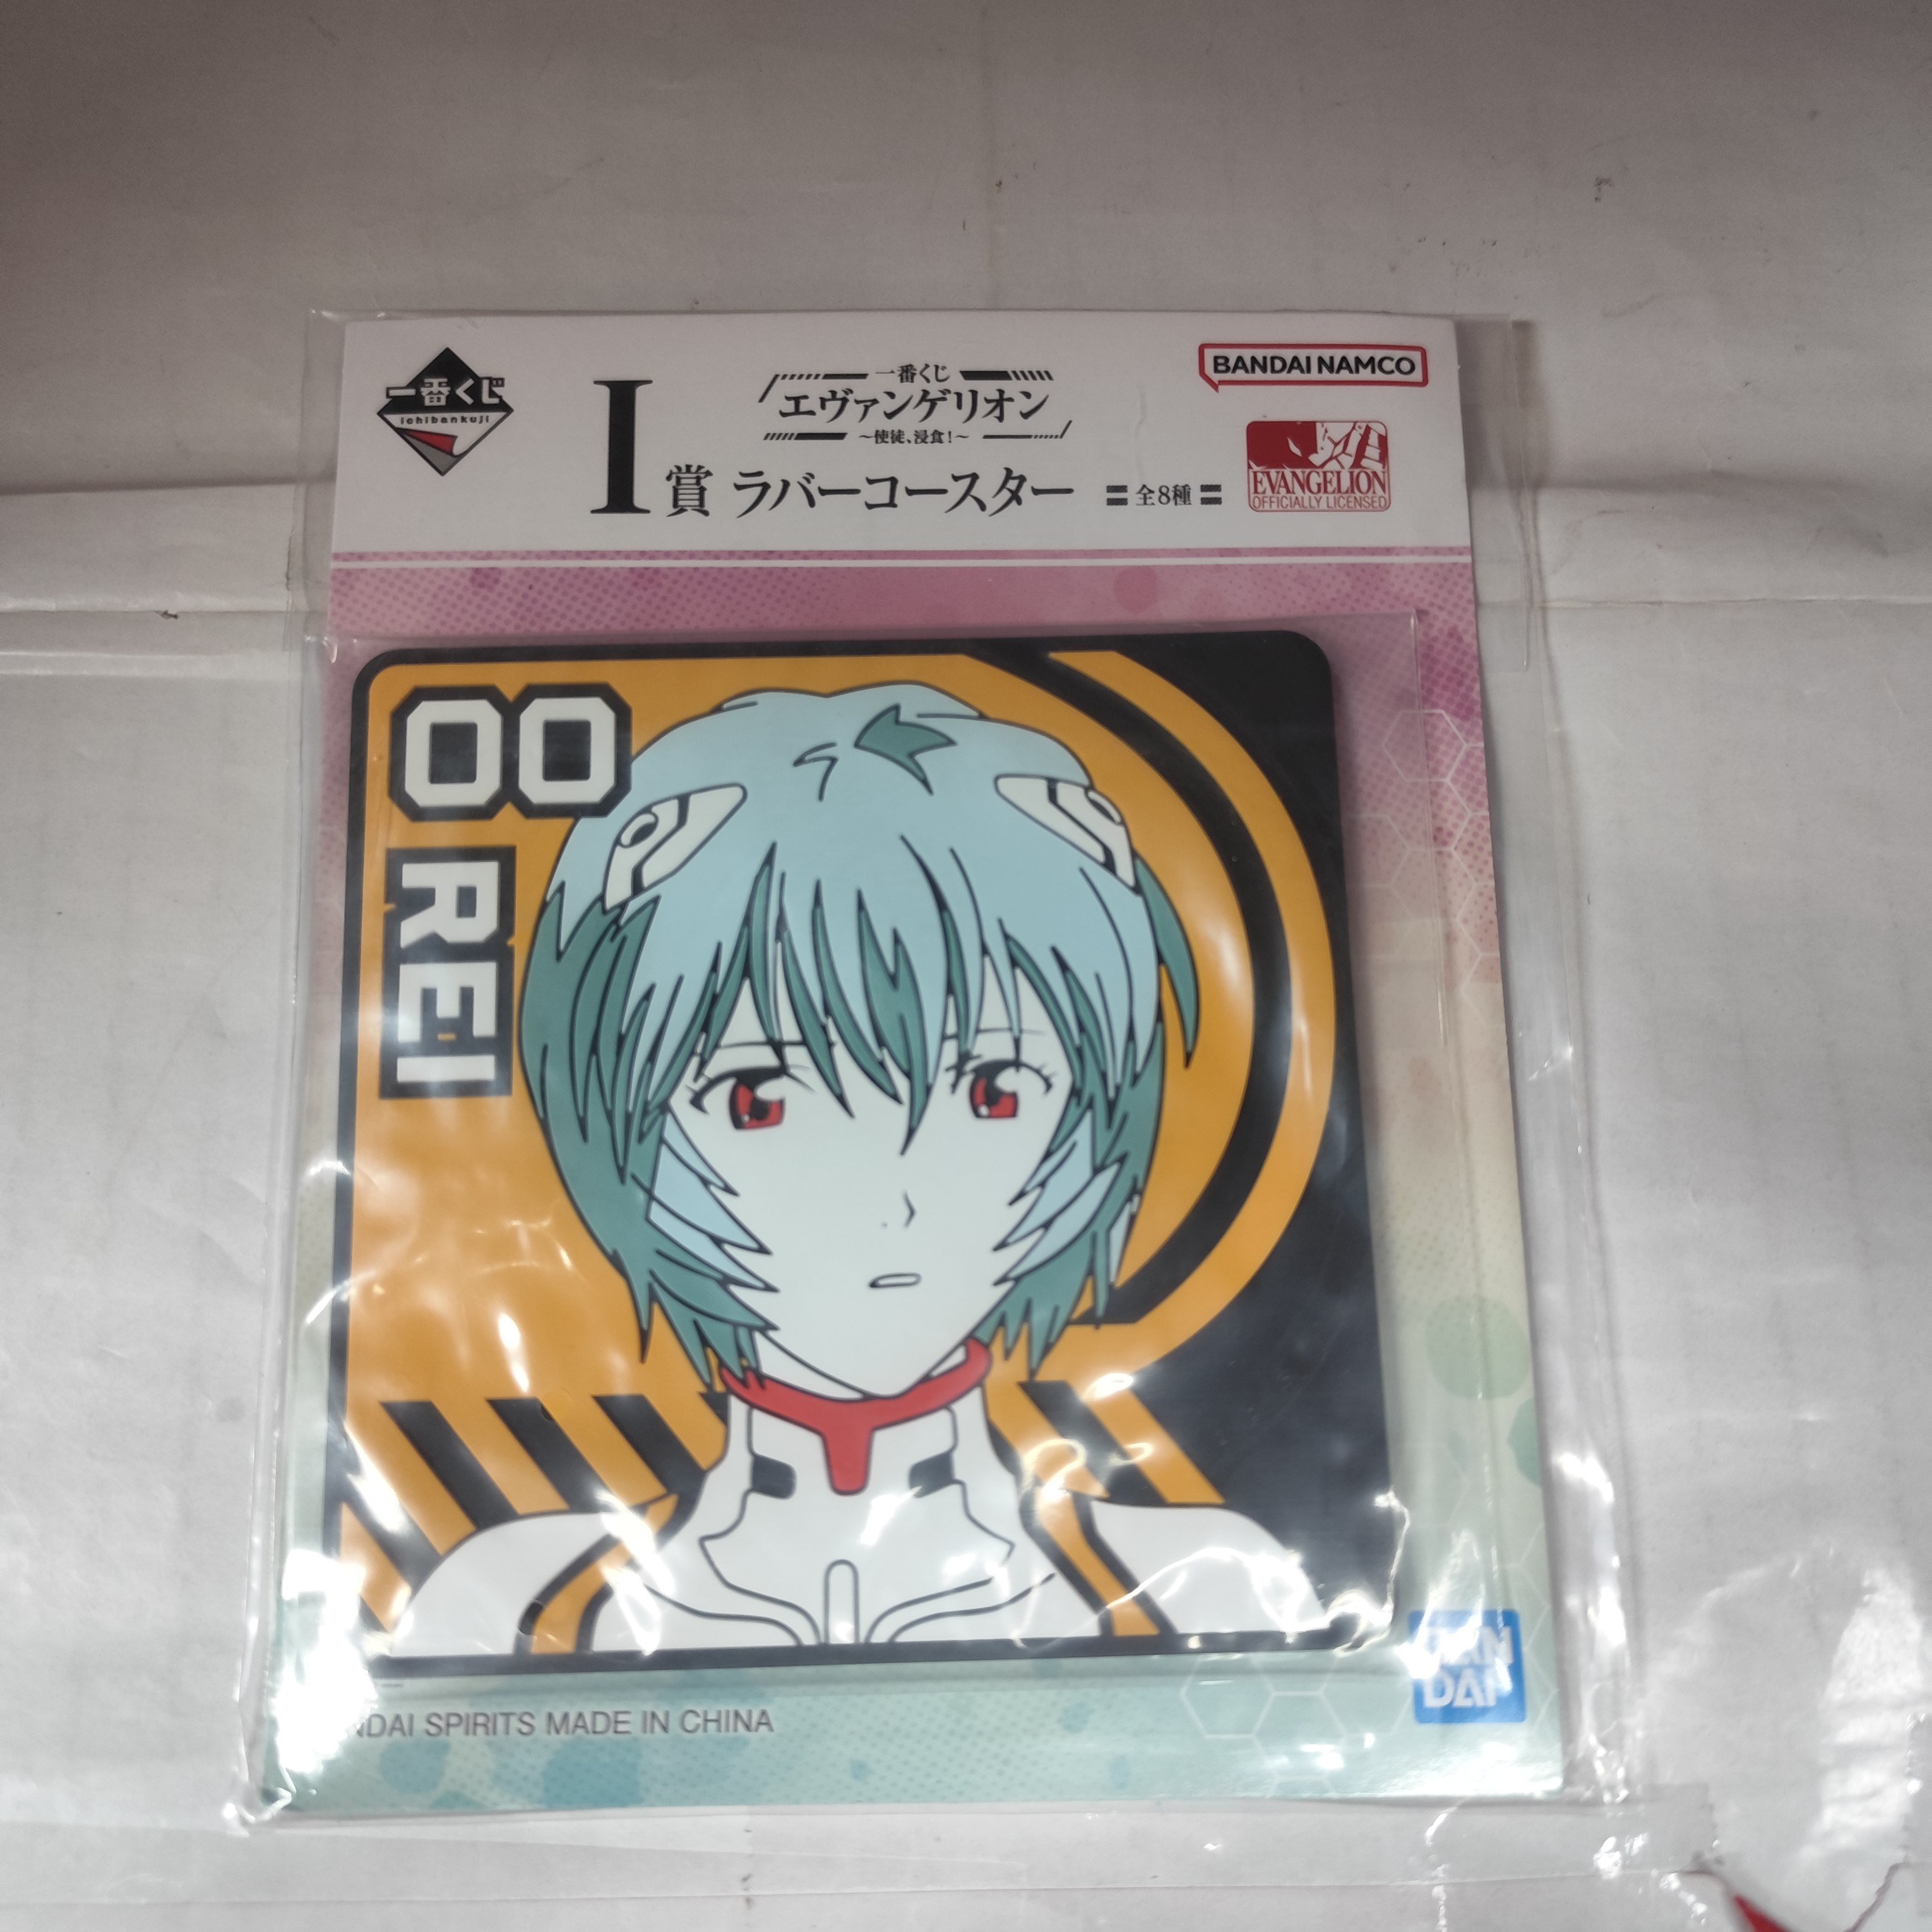 一番くじ
ichibankuji
一番くじ
エヴァンゲリオン
～使徒、浸食！～
I賞 ラバーコースター 全8種
BANDAI NAMCO
EVANGELION
OFFICIALLY LICENSED
00
REI
BANDAI
NDAI SPIRITS MADE IN CHINA